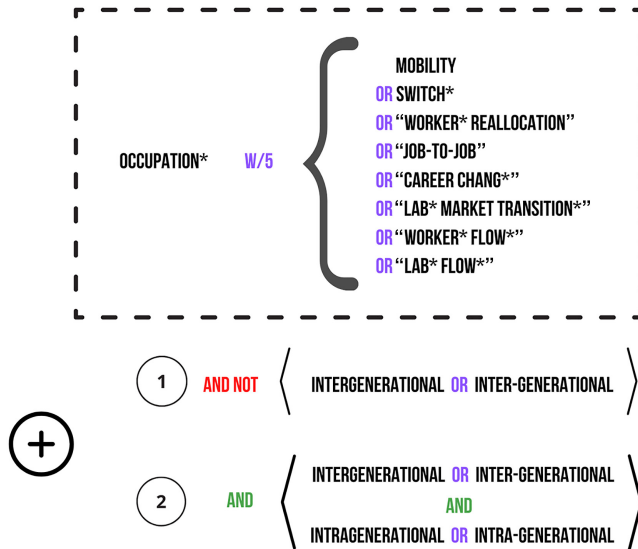 MOBILITY
OR SWITCH*
OR “WORKER* REALLOCATION”
OR “JOB-TO-JOB”
OCCUPATION* W/5
OR “CAREER CHANG*”
OR “LAB* MARKET TRANSITION*”
OR “WORKER* FLOW*”
OR “LAB* FLOW*”
1 AND NOT INTERGENERATIONAL OR INTER-GENERATIONAL
INTERGENERATIONAL OR INTER-GENERATIONAL
2 AND AND
INTRAGENERATIONAL OR INTRA-GENERATIONAL